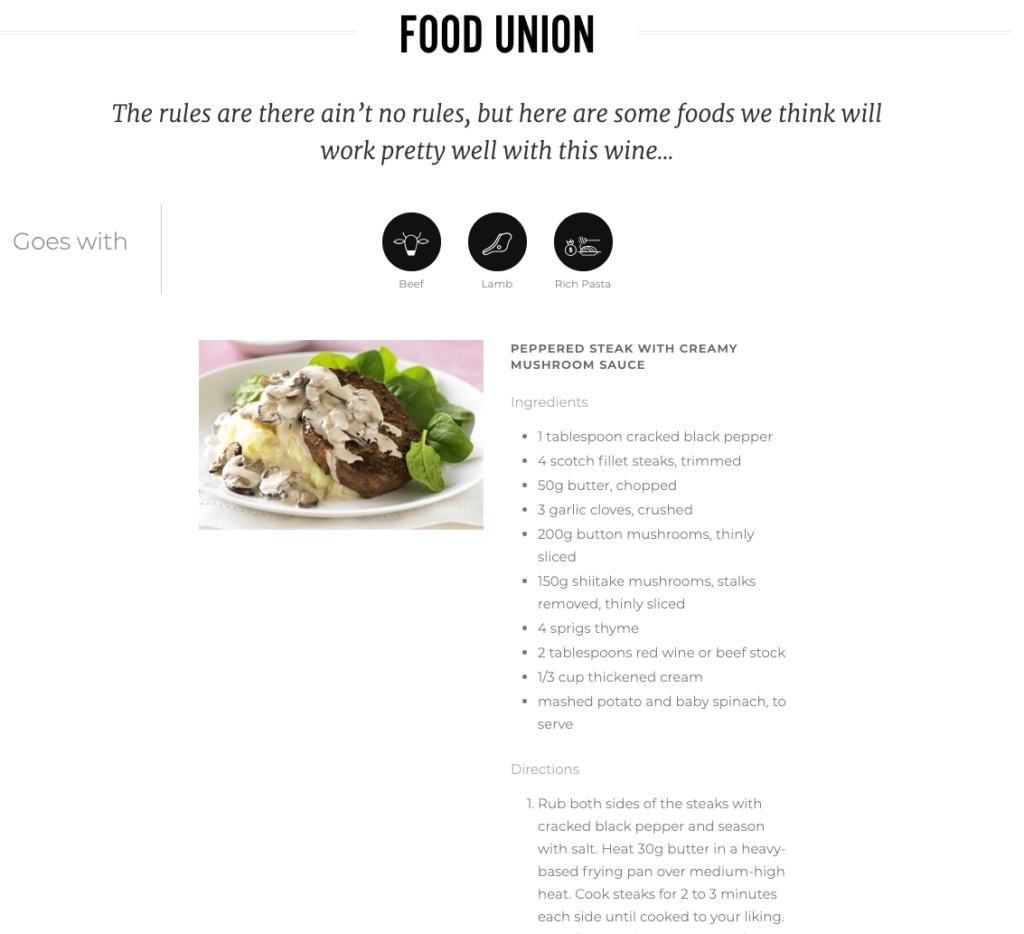 FOOD UNION
The rules are there ain't no rules, but here are some foods we think will
work pretty well with this wine...
Goes with
Beef
Lamb
Rich Pasta
PEPPERED STEAK WITH CREAMY
MUSHROOM SAUCE
Ingredients
• 1 tablespoon cracked black pepper
• 4 scotch fillet steaks, trimmed
• 50g butter, chopped
• 3 garlic cloves, crushed
• 200g button mushrooms, thinly
sliced
• 150g shiitake mushrooms, stalks
removed, thinly sliced
• 4 sprigs thyme
• 2 tablespoons red wine or beef stock
• 1/3 cup thickened cream
• mashed potato and baby spinach, to
serve
Directions
1. Rub both sides of the steaks with
cracked black pepper and season
with salt. Heat 30g butter in a heavy-
based frying pan over medium-high
heat. Cook steaks for 2 to 3 minutes
each side until cooked to your liking.